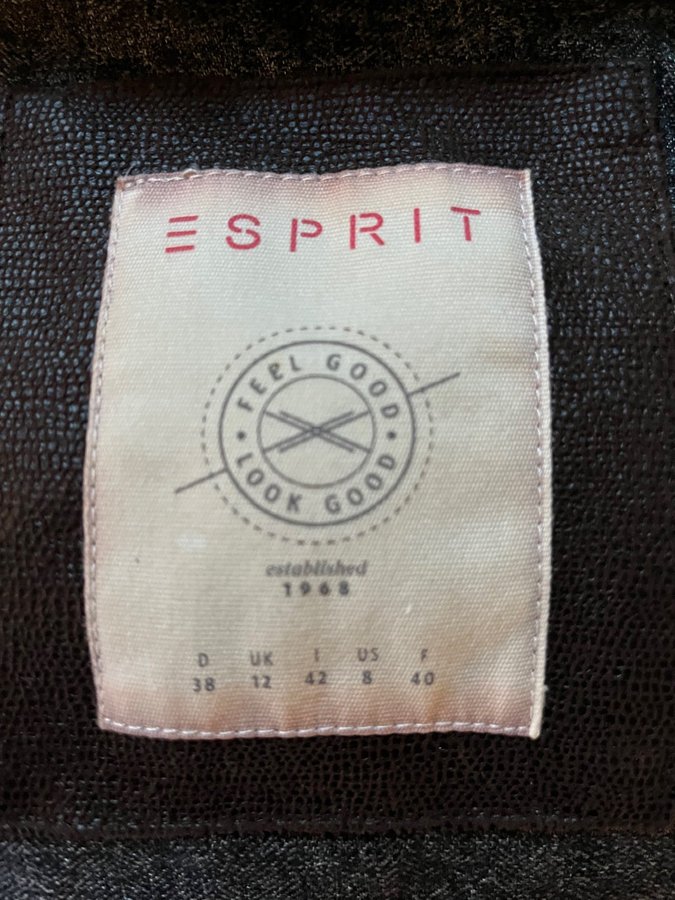 ESPRIT
FEEL GOOD
LOOK GOOD
established
1968
D UK I US F
38 12 42 8 40